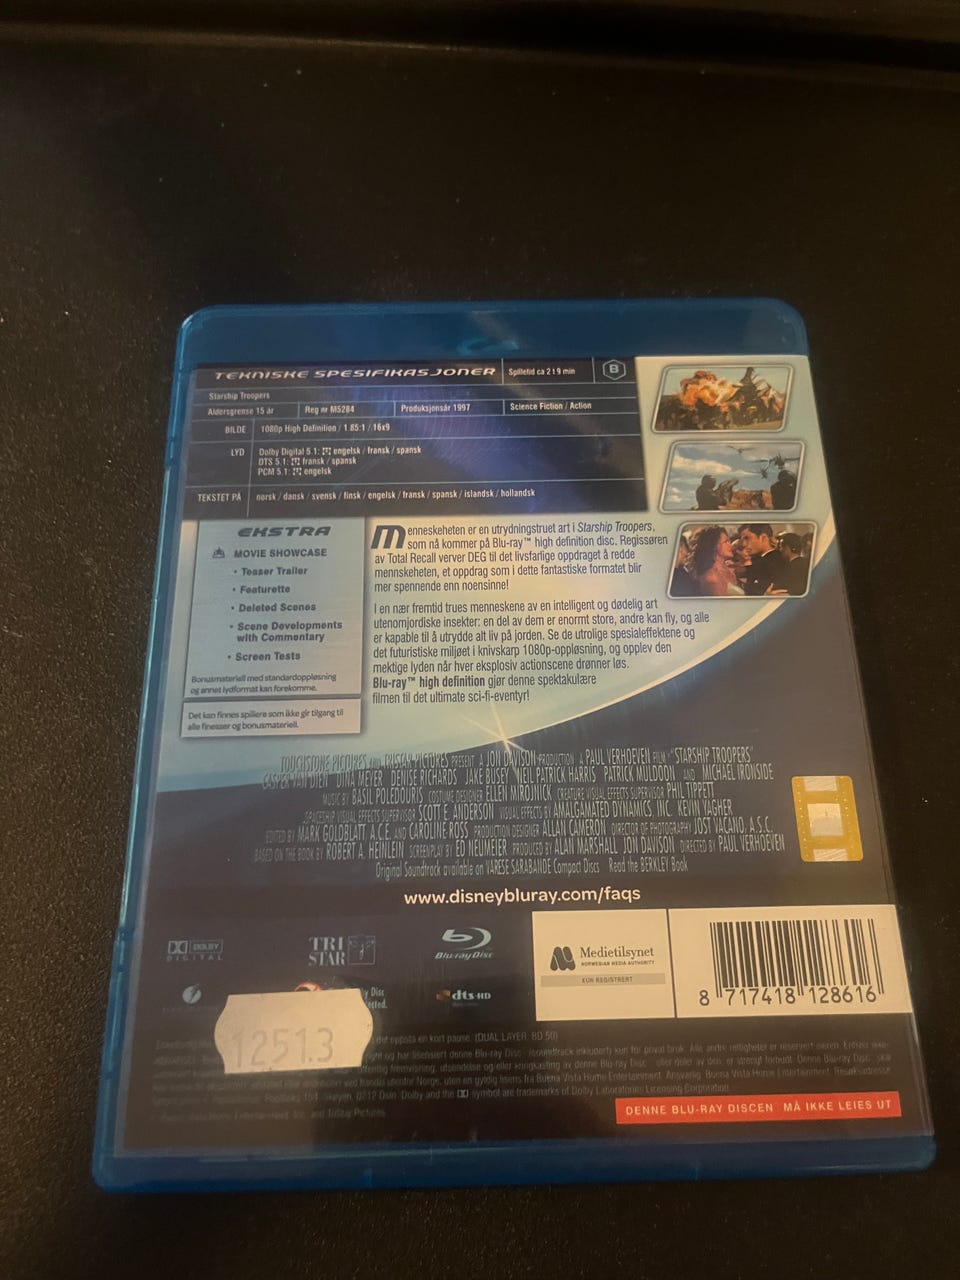 TEKNISKE SPESIFIKASJONER Spilletid ca 219 min B
Starship Troopers
Aldersgrense 15 år Reg nr M5284 Produksjonsår 1997 Science Fiction / Action
BILDE 1080p High Definition / 1.85:1 / 16x9
LYD Dolby Digital 5.1: engelsk / fransk / spansk
DTS 5.1: fransk / spansk
PCM 5.1: engelsk
TEKSTET PÅ norsk / dansk / svensk / finsk / engelsk / fransk / spansk / islandsk / hollandsk
EKSTRA
MOVIE SHOWCASE
• Teaser Trailer
• Featurette
• Deleted Scenes
• Scene Developments
with Commentary
• Screen Tests
Bonusmateriell med standardoppløsning
og annet lydformat kan forekomme.
Det kan finnes spillere som ikke gir tilgang til
alle finesser og bonusmateriell.
Menneskeheten er en utrydningstruet art i Starship Troopers,
som nå kommer på Blu-ray™ high definition disc. Regissøren
av Total Recall verver DEG til det livsfarlige oppdraget å redde
mennskeheten, et oppdrag som i dette fantastiske formatet blir
mer spennende enn noensinne!
I en nær fremtid trues menneskene av en intelligent og dødelig art
utenomjordiske insekter: en del av dem er enormt store, andre kan fly, og alle
er kapable til å utrydde alt liv på jorden. Se de utrolige spesialeffektene og
det futuristiske miljøet i knivskarp 1080p-oppløsning, og opplev den
mektige lyden når hver eksplosiv actionscene drønner løs.
Blu-ray™ high definition gjør denne spektakulære
filmen til det ultimate sci-fi-eventyr!
TOUCHSTONE PICTURES AND TRISTAR PICTURES PRESENT A JON DAVISON PRODUCTION A PAUL VERHOEVEN FILM "STARSHIP TROOPERS"
CASPER VAN DIEN DINA MEYER DENISE RICHARDS JAKE BUSEY NEIL PATRICK HARRIS PATRICK MULDOON AND MICHAEL IRONSIDE
MUSIC BY BASIL POLEDOURIS COSTUME DESIGNER ELLEN MIROJNICK CREATURE VISUAL EFFECTS SUPERVISOR PHIL TIPPETT
SPACESHIP VISUAL EFFECTS SUPERVISOR SCOTT E. ANDERSON VISUAL EFFECTS BY AMALGAMATED DYNAMICS, INC. KEVIN YAGHER
EDITED BY MARK GOLDBLATT A.C.E. AND CAROLINE ROSS PRODUCTION DESIGNER ALLAN CAMERON DIRECTOR OF PHOTOGRAPHY JOST VACANO, A.S.C.
BASED ON THE BOOK BY ROBERT A. HEINLEIN SCREENPLAY BY ED NEUMEIER PRODUCED BY ALAN MARSHALL JON DAVISON DIRECTED BY PAUL VERHOEVEN
Original Soundtrack available on VARESE SARABANDE Compact Discs Read the BERKLEY Book
www.disneybluray.com/faqs
DOLBY
DIGITAL
TRI
STAR
Blu-ray Disc
Medietilsynet
NORWEGIAN MEDIA AUTHORITY
KUN REGISTRERT
8 717418 128616
dts-HD
12513
(DUAL LAYER: BD 50)
DENNE BLU-RAY DISCEN MÅ IKKE LEIES UT